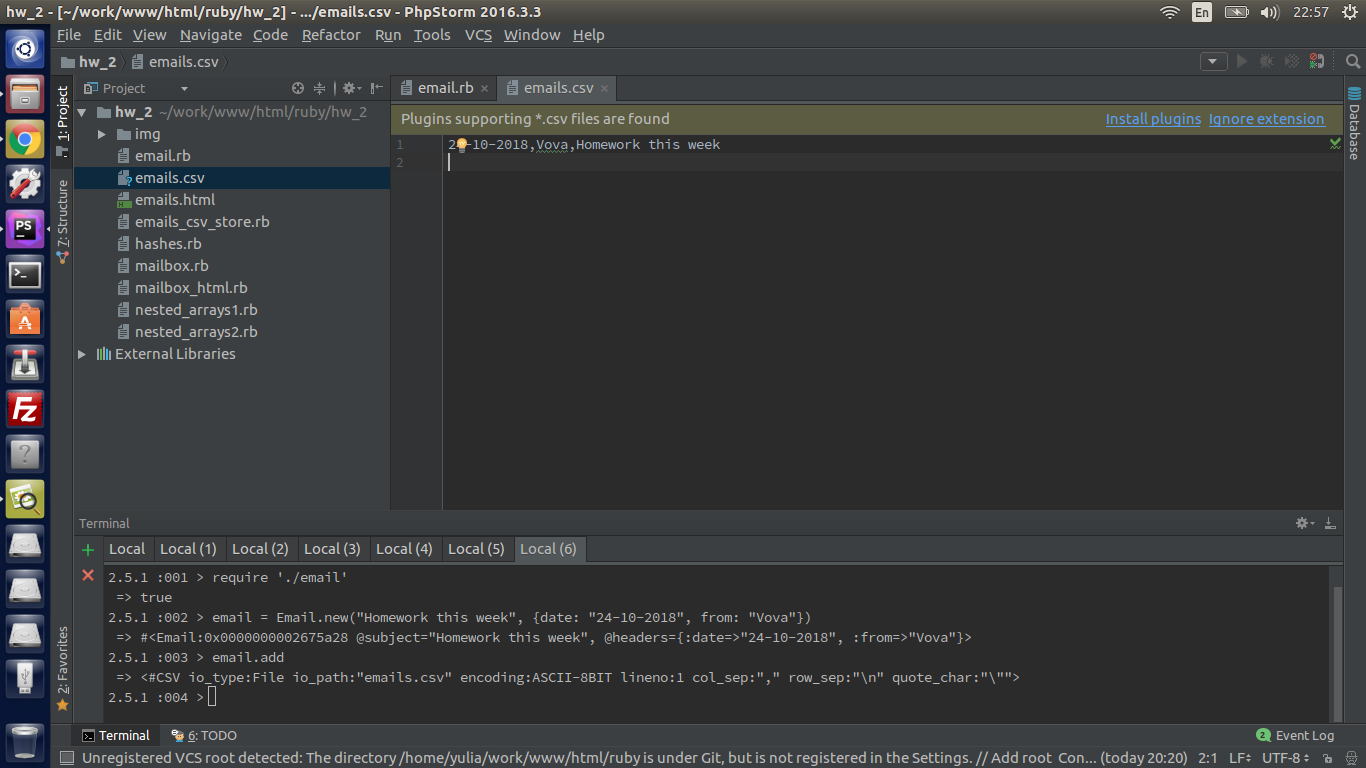 hw_2 - [~/work/www/html/ruby/hw_2] - .../emails.csv - PhpStorm 2016.3.3
En
22:57
File Edit View Navigate Code Refactor Run Tools VCS Window Help
hw_2 emails.csv
1: Project
7: Structure
2: Favorites
Project
hw_2 ~/work/www/html/ruby/hw_2
img
email.rb
emails.csv
emails.html
emails_csv_store.rb
hashes.rb
mailbox.rb
mailbox_html.rb
nested_arrays1.rb
nested_arrays2.rb
External Libraries
email.rb emails.csv
Plugins supporting *.csv files are found Install plugins Ignore extension
1 -10-2018,Vova,Homework this week
2
Database
PS
Fz
Terminal
Local Local (1) Local (2) Local (3) Local (4) Local (5) Local (6)
2.5.1 :001 > require './email'
=> true
2.5.1 :002 > email = Email.new("Homework this week", {date: "24-10-2018", from: "Vova"})
=> #<Email:0x0000000002675a28 @subject="Homework this week", @headers={:date=>"24-10-2018", :from=>"Vova"}>
2.5.1 :003 > email.add
=> <#CSV io_type:File io_path:"emails.csv" encoding:ASCII-8BIT lineno:1 col_sep:"," row_sep:"\n" quote_char:"\"">
2.5.1 :004 >
Terminal 6: TODO 2 Event Log
Unregistered VCS root detected: The directory /home/yulia/work/www/html/ruby is under Git, but is not registered in the Settings. // Add root Con... (today 20:20) 2:1 LF UTF-8